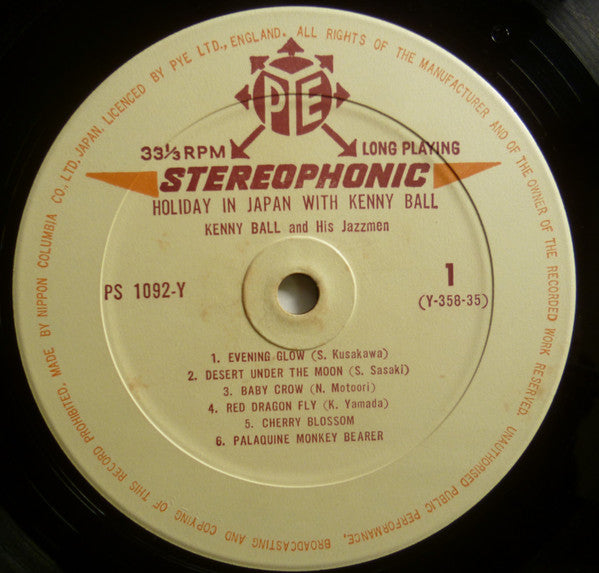 MADE BY NIPPON COLUMBIA CO., LTD, JAPAN, LICENCED BY PYE LTD., ENGLAND. ALL RIGHTS OF THE MANUFACTURER AND OF THE OWNER OF THE RECORDED WORK RESERVED. UNAUTHORISED PUBLIC PERFORMANCE, BROADCASTING AND COPYING OF THIS RECORD PROHIBITED.
PYE
33⅓ RPM
LONG PLAYING
STEREOPHONIC
HOLIDAY IN JAPAN WITH KENNY BALL
KENNY BALL and His Jazzmen
PS 1092-Y
1
(Y-358-35)
1. EVENING GLOW (S. Kusakawa)
2. DESERT UNDER THE MOON (S. Sasaki)
3. BABY CROW (N. Motoori)
4. RED DRAGON FLY (K. Yamada)
5. CHERRY BLOSSOM
6. PALAQUINE MONKEY BEARER